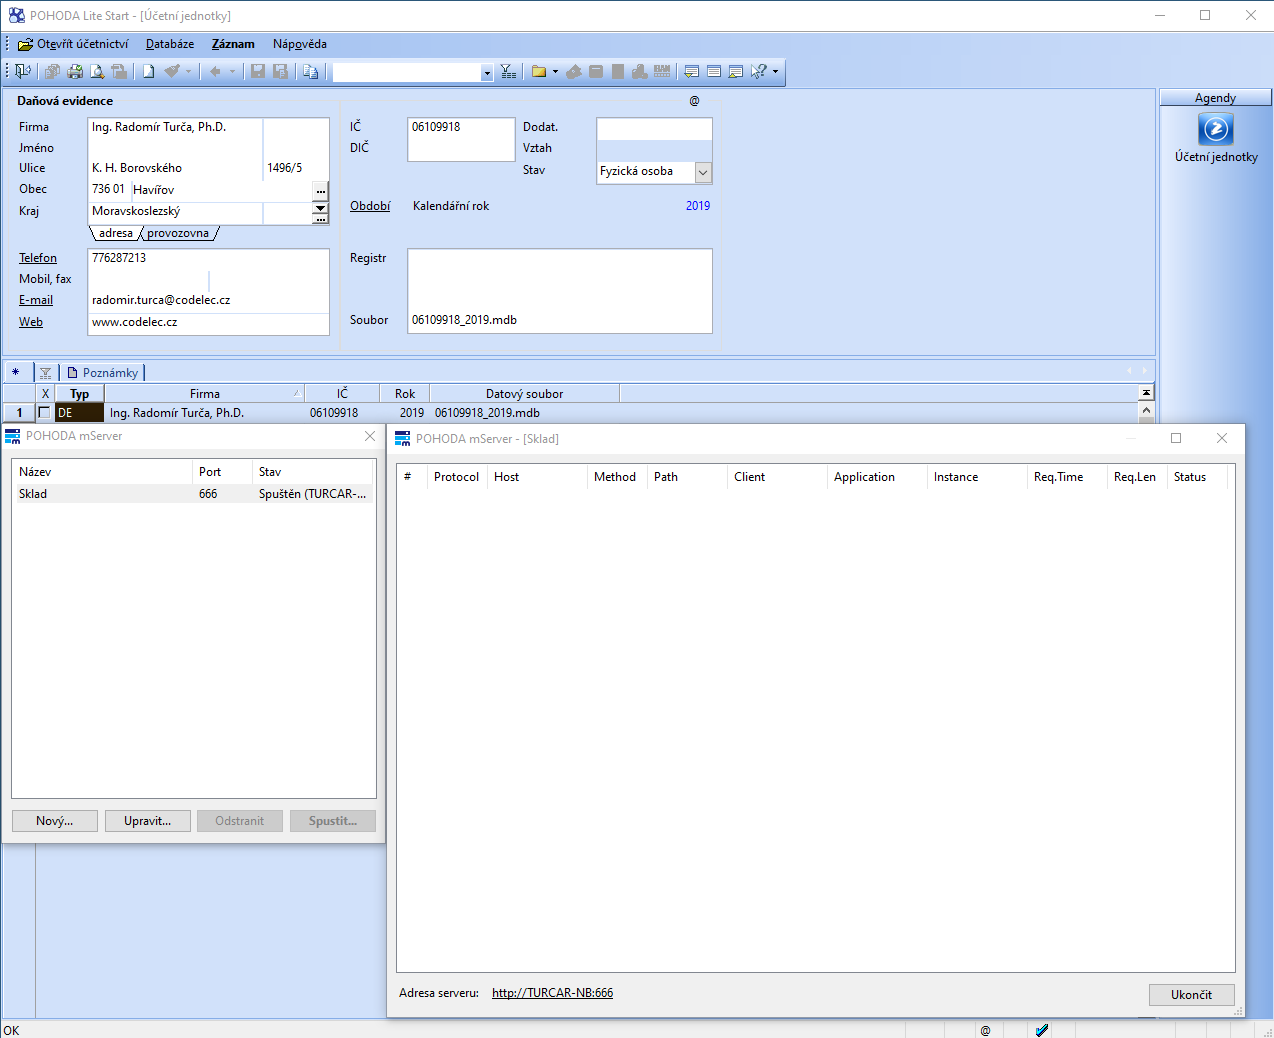 POHODA Lite Start - [Účetní jednotky]
Otevřít účetnictví Databáze Záznam Nápověda
Daňová evidence @
Firma Ing. Radomír Turča, Ph.D. IČ 06109918 Dodat.
Jméno DIČ Vztah
Ulice K. H. Borovského 1496/5 Stav Fyzická osoba
Obec 736 01 Havířov ...
Kraj Moravskoslezský ... Období Kalendářní rok 2019
adresa provozovna
Telefon 776287213 Registr
Mobil, fax
E-mail radomir.turca@codelec.cz
Web www.codelec.cz Soubor 06109918_2019.mdb
Agendy
Účetní jednotky
* Poznámky
X Typ Firma IČ Rok Datový soubor
1 DE Ing. Radomír Turča, Ph.D. 06109918 2019 06109918_2019.mdb
POHODA mServer
Název Port Stav
Sklad 666 Spuštěn (TURCAR-...
Nový... Upravit... Odstranit Spustit...
POHODA mServer - [Sklad]
# Protocol Host Method Path Client Application Instance Req.Time Req.Len Status
Adresa serveru: http://TURCAR-NB:666
Ukončit
OK @